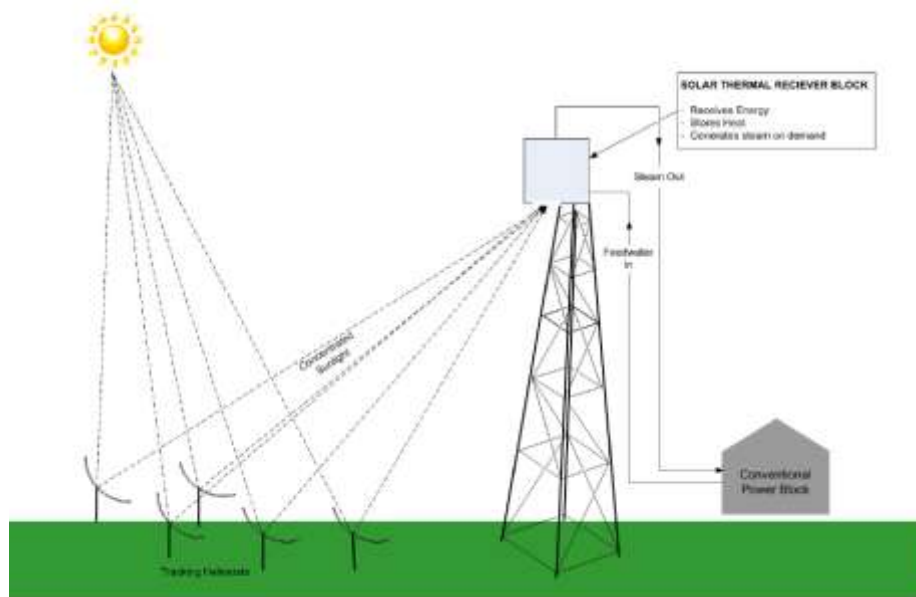 SOLAR THERMAL RECIEVER BLOCK
- Receives Energy
- Stores Heat
- Generates steam on demand
Steam Out
Feedwater
In
Concentrated
Sunlight
Conventional
Power Block
Tracking Heliostats